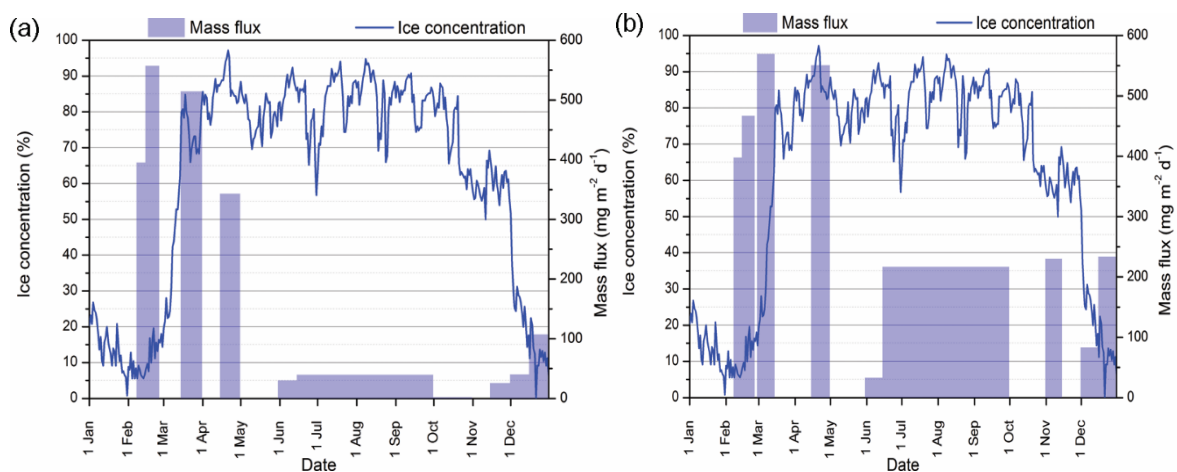 (a)
Mass flux
Ice concentration
100
90
80
70
60
50
40
30
20
10
0
Ice concentration (%)
600
500
400
300
200
100
0
Mass flux (mg m⁻² d⁻¹)
1 Jan
1 Feb
1 Mar
1 Apr
1 May
1 Jun
1 Jul
1 Aug
1 Sep
1 Oct
1 Nov
1 Dec
Date
(b)
Mass flux
Ice concentration
100
90
80
70
60
50
40
30
20
10
0
Ice concentration (%)
600
500
400
300
200
100
0
Mass flux (mg m⁻² d⁻¹)
1 Jan
1 Feb
1 Mar
1 Apr
1 May
1 Jun
1 Jul
1 Aug
1 Sep
1 Oct
1 Nov
1 Dec
Date